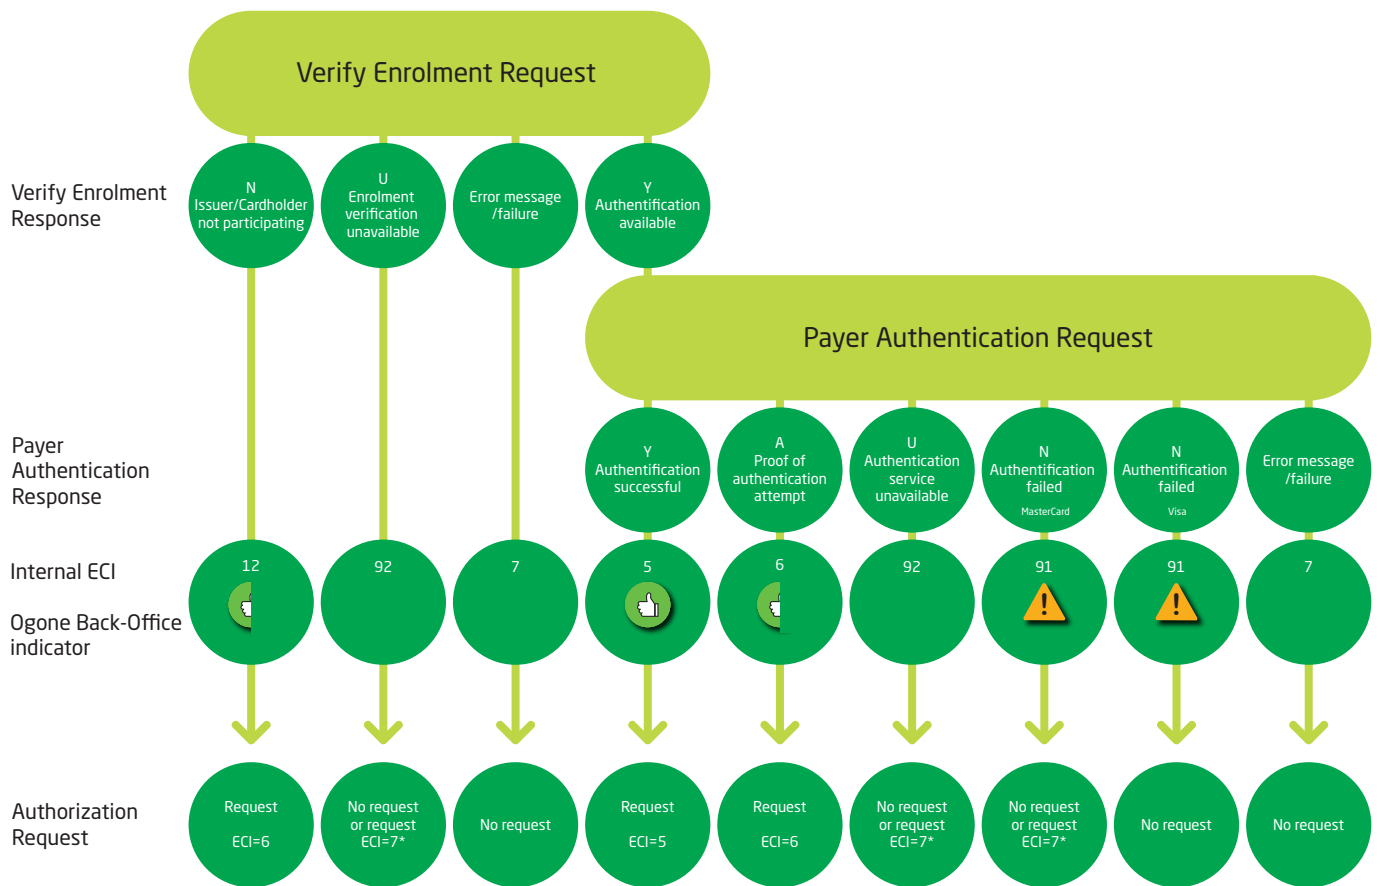 Verify Enrolment Request
Verify Enrolment
Response
N
Issuer/Cardholder
not participating
U
Enrolment
verification
unavailable
Error message
/failure
Y
Authentification
available
Payer Authentication Request
Payer
Authentication
Response
Y
Authentification
successful
A
Proof of
authentication
attempt
U
Authentication
service
unavailable
N
Authentification
failed
MasterCard
N
Authentification
failed
Visa
Error message
/failure
Internal ECI
Ogone Back-Office
indicator
12
92
7
5
6
92
91
91
7
Authorization
Request
Request
ECI=6
No request
or request
ECI=7*
No request
Request
ECI=5
Request
ECI=6
No request
or request
ECI=7*
No request
or request
ECI=7*
No request
No request